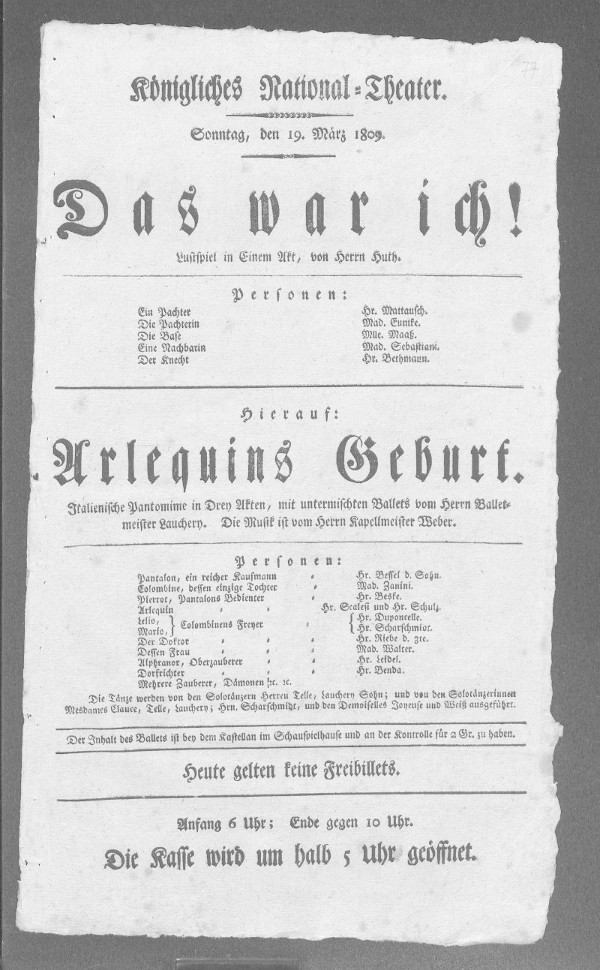 77
Königliches National-Theater.
Sonntag, den 19. März 1809.
Das war ich!
Lustspiel in Einem Akt, von Herrn Huth.
Personen:
Ein Pachter Hr. Mattausch.
Die Pachterin Mad. Eunike.
Die Base Mlle. Maaß.
Eine Nachbarin Mad. Sebastiani.
Der Knecht Hr. Bethmann.
Hierauf:
Arlequins Geburt.
Italienische Pantomime in Drey Akten, mit untermischten Ballets vom Herrn Ballet-
meister Lauchery. Die Musik ist vom Herrn Kapellmeister Weber.
Personen:
Pantalon, ein reicher Kaufmann Hr. Bessel d. Sohn.
Colombine, dessen einzige Tochter Mad. Zanini.
Pierrot, Pantalons Bedienter Hr. Beske.
Arlequin Hr. Scalesi und Hr. Schulz.
Lelio, } Colombinens Freyer { Hr. Dupontelle.
Mario, Hr. Scharschmidt.
Der Doktor Hr. Riebe d. 2te.
Dessen Frau Mad. Walter.
Alphranor, Oberzauberer Hr. Leidel.
Dorfrichter Hr. Benda.
Mehrere Zauberer, Dämonen ꝛc. ꝛc.
Die Tänze werden von den Solotänzern Herren Telle, Lauchery Sohn; und von den Solotänzerinnen
Mesdames Clauce, Telle, Lauchery; Hrn. Scharschmidt, und den Demoiselles Joyeuse und Weiß ausgeführt.
Der Inhalt des Ballets ist bey dem Kastellan im Schauspielhause und an der Kontrolle für 2 Gr. zu haben.
Heute gelten keine Freibillets.
Anfang 6 Uhr; Ende gegen 10 Uhr.
Die Kasse wird um halb 5 Uhr geöffnet.